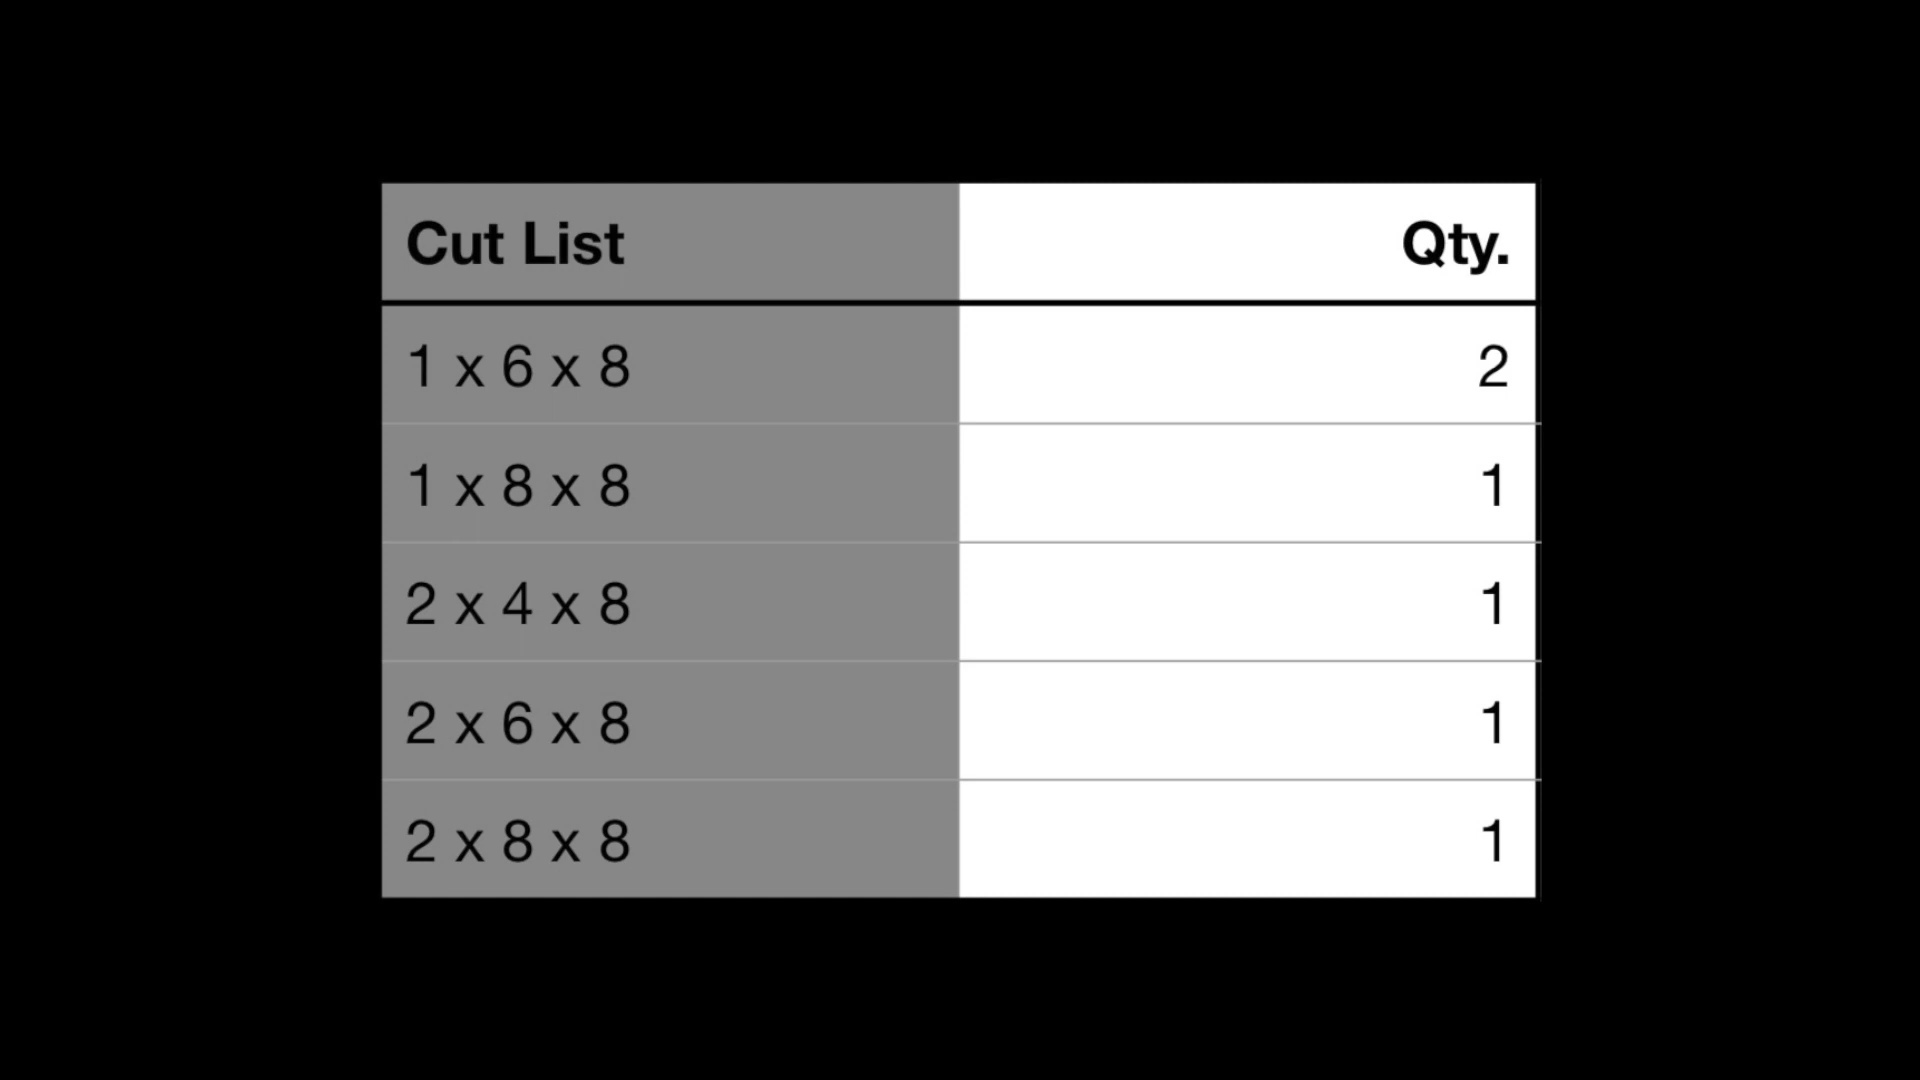 Cut List Qty.
1 x 6 x 8 2
1 x 8 x 8 1
2 x 4 x 8 1
2 x 6 x 8 1
2 x 8 x 8 1